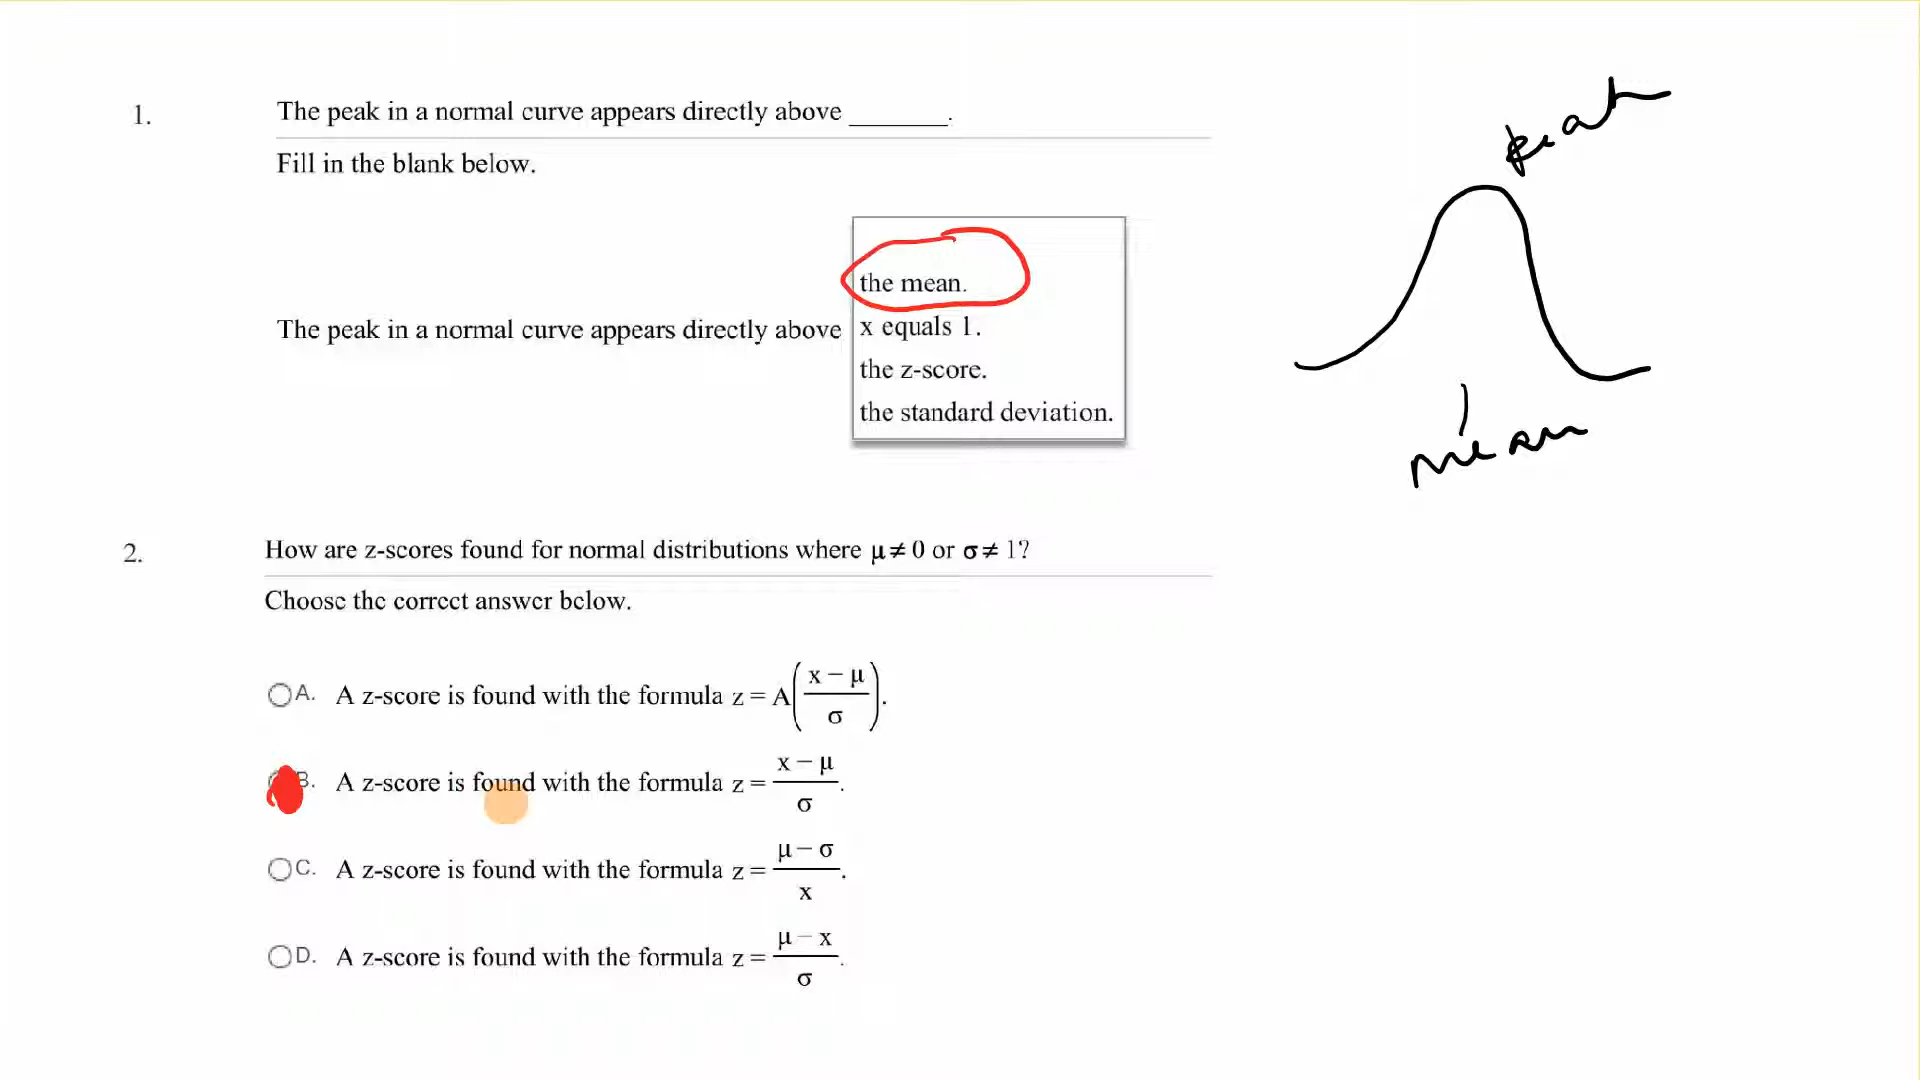 1. The peak in a normal curve appears directly above ________.
Fill in the blank below.
The peak in a normal curve appears directly above
the mean.
x equals 1.
the z-score.
the standard deviation.
peak
mean
2. How are z-scores found for normal distributions where μ ≠ 0 or σ ≠ 1?
Choose the correct answer below.
A. A z-score is found with the formula z = A((x − μ)/σ).
B. A z-score is found with the formula z = (x − μ)/σ.
C. A z-score is found with the formula z = (μ − σ)/x.
D. A z-score is found with the formula z = (μ − x)/σ.